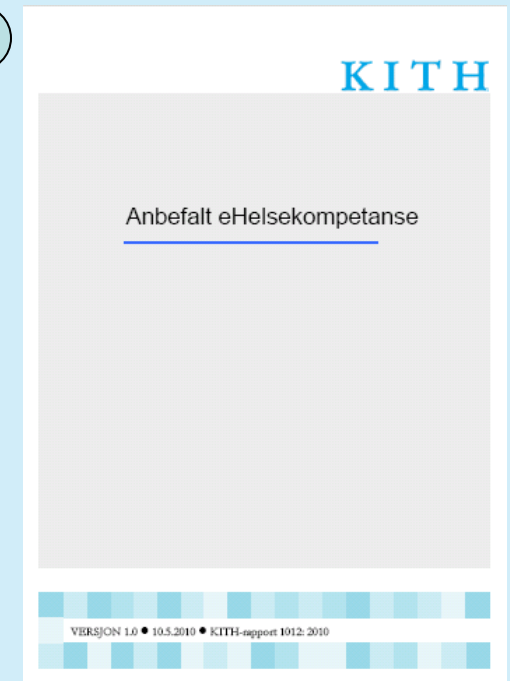 KITH
Anbefalt eHelsekompetanse
VERSJON 1.0 ● 10.5.2010 ● KITH-rapport 1012: 2010